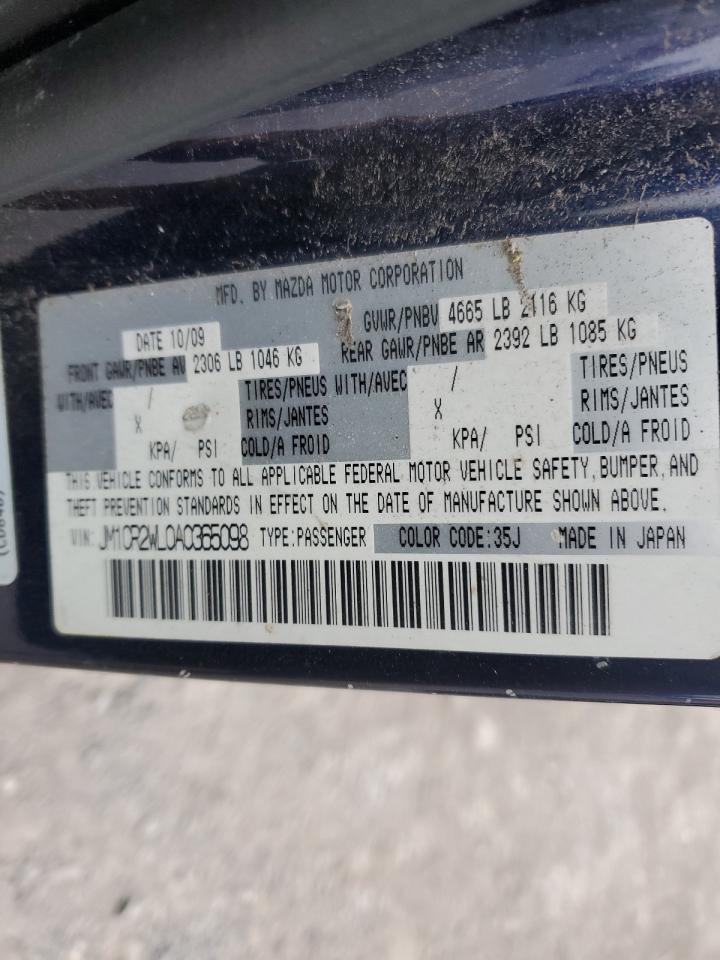 MFD. BY MAZDA MOTOR CORPORATION
DATE 10/09 GVWR/PNBV 4665 LB 2116 KG
FRONT GAWR/PNBE AV 2306 LB 1046 KG REAR GAWR/PNBE AR 2392 LB 1085 KG
WITH/AVEC / TIRES/PNEUS WITH/AVEC / TIRES/PNEUS
X RIMS/JANTES X RIMS/JANTES
KPA/ PSI COLD/A FROID KPA/ PSI COLD/A FROID
THIS VEHICLE CONFORMS TO ALL APPLICABLE FEDERAL MOTOR VEHICLE SAFETY, BUMPER, AND
THEFT PREVENTION STANDARDS IN EFFECT ON THE DATE OF MANUFACTURE SHOWN ABOVE.
VIN: JM1CR2WL0A0365098 TYPE:PASSENGER COLOR CODE:35J MADE IN JAPAN